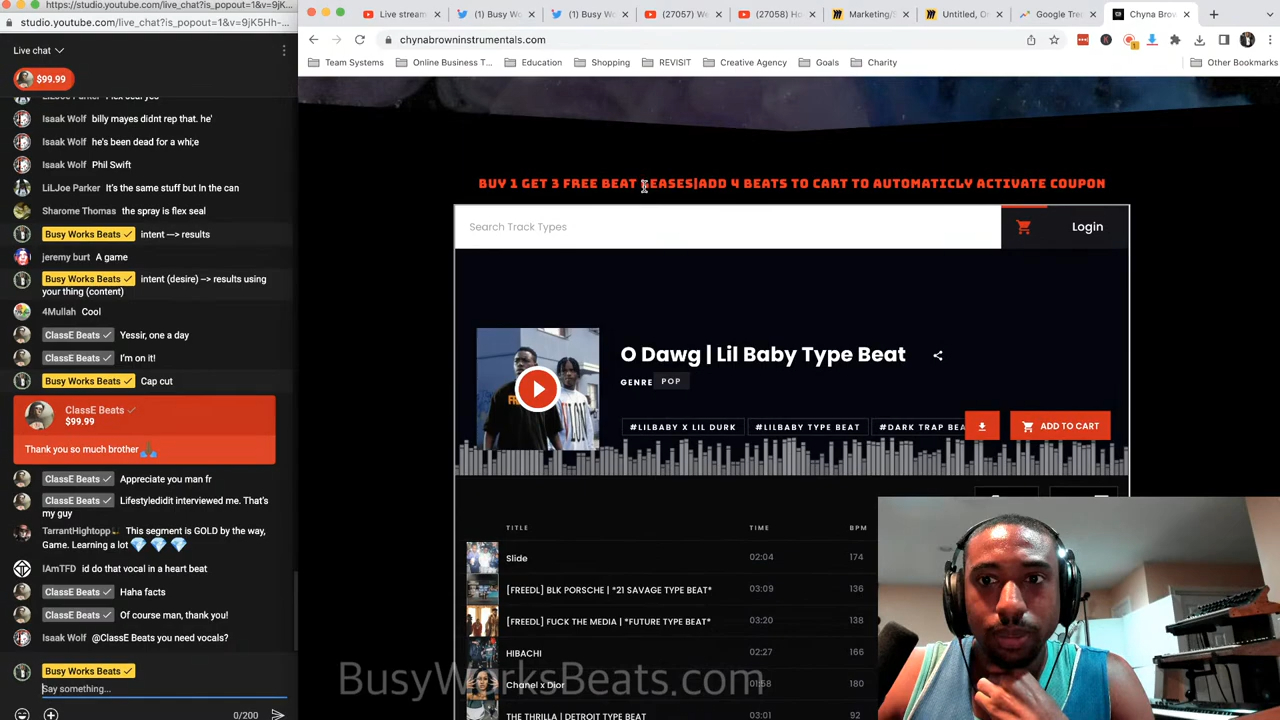 studio.youtube.com/live_chat?is_popout=1&v=9jK
studio.youtube.com/live_chat?is_popout=1&v=9jK5Hh-...
Live chat
$99.99
LiLJoe Parker Flex seal yes
Isaak Wolf billy mayes didnt rep that. he'
Isaak Wolf he's been dead for a whi;e
Isaak Wolf Phil Swift
LiLJoe Parker It's the same stuff but In the can
Sharome Thomas the spray is flex seal
Busy Works Beats intent —> results
jeremy burt A game
Busy Works Beats intent (desire) –> results using
your thing (content)
4Mullah Cool
ClassE Beats Yessir, one a day
ClassE Beats I'm on it!
Busy Works Beats Cap cut
ClassE Beats
$99.99
Thank you so much brother
ClassE Beats Appreciate you man fr
ClassE Beats Lifestyledidit interviewed me. That's
my guy
TarrantHightopp This segment is GOLD by the way,
Game. Learning a lot
IAmTFD id do that vocal in a heart beat
ClassE Beats Haha facts
ClassE Beats Of course man, thank you!
Isaak Wolf @ClassE Beats you need vocals?
Busy Works Beats
Say something...
0/200
Live stream
(1) Busy Wo
(1) Busy Wo
(27057) W
(27058) Ho
Marketing/S
Untitled,
Google Tre
Chyna Brow
chynabrowninstrumentals.com
Team Systems
Online Business T...
Education
Shopping
REVISIT
Creative Agency
Goals
Charity
Other Bookmarks
BUY 1 GET 3 FREE BEAT LEASES|ADD 4 BEATS TO CART TO AUTOMATICLY ACTIVATE COUPON
Search Track Types
Login
O Dawg | Lil Baby Type Beat
GENRE POP
#LILBABY X LIL DURK #LILBABY TYPE BEAT #DARK TRAP BEA
ADD TO CART
TITLE TIME BPM
Slide 02:04 174
[FREEDL] BLK PORSCHE | *21 SAVAGE TYPE BEAT* 03:09 136
[FREEDL] FUCK THE MEDIA | *FUTURE TYPE BEAT* 03:20 138
HIBACHI 02:27 166
Chanel x Dior 01:58 180
THE THRILLA | DETROIT TYPE BEAT 03:01 92
BusyWorksBeats.com